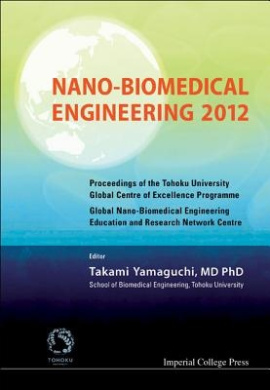 NANO-BIOMEDICAL
ENGINEERING 2012
Proceedings of the Tohoku University
Global Centre of Excellence Programme
Global Nano-Biomedical Engineering
Education and Research Network Centre
Editor
Takami Yamaguchi, MD PhD
School of Biomedical Engineering, Tohoku University
TOHOKU
Imperial College Press